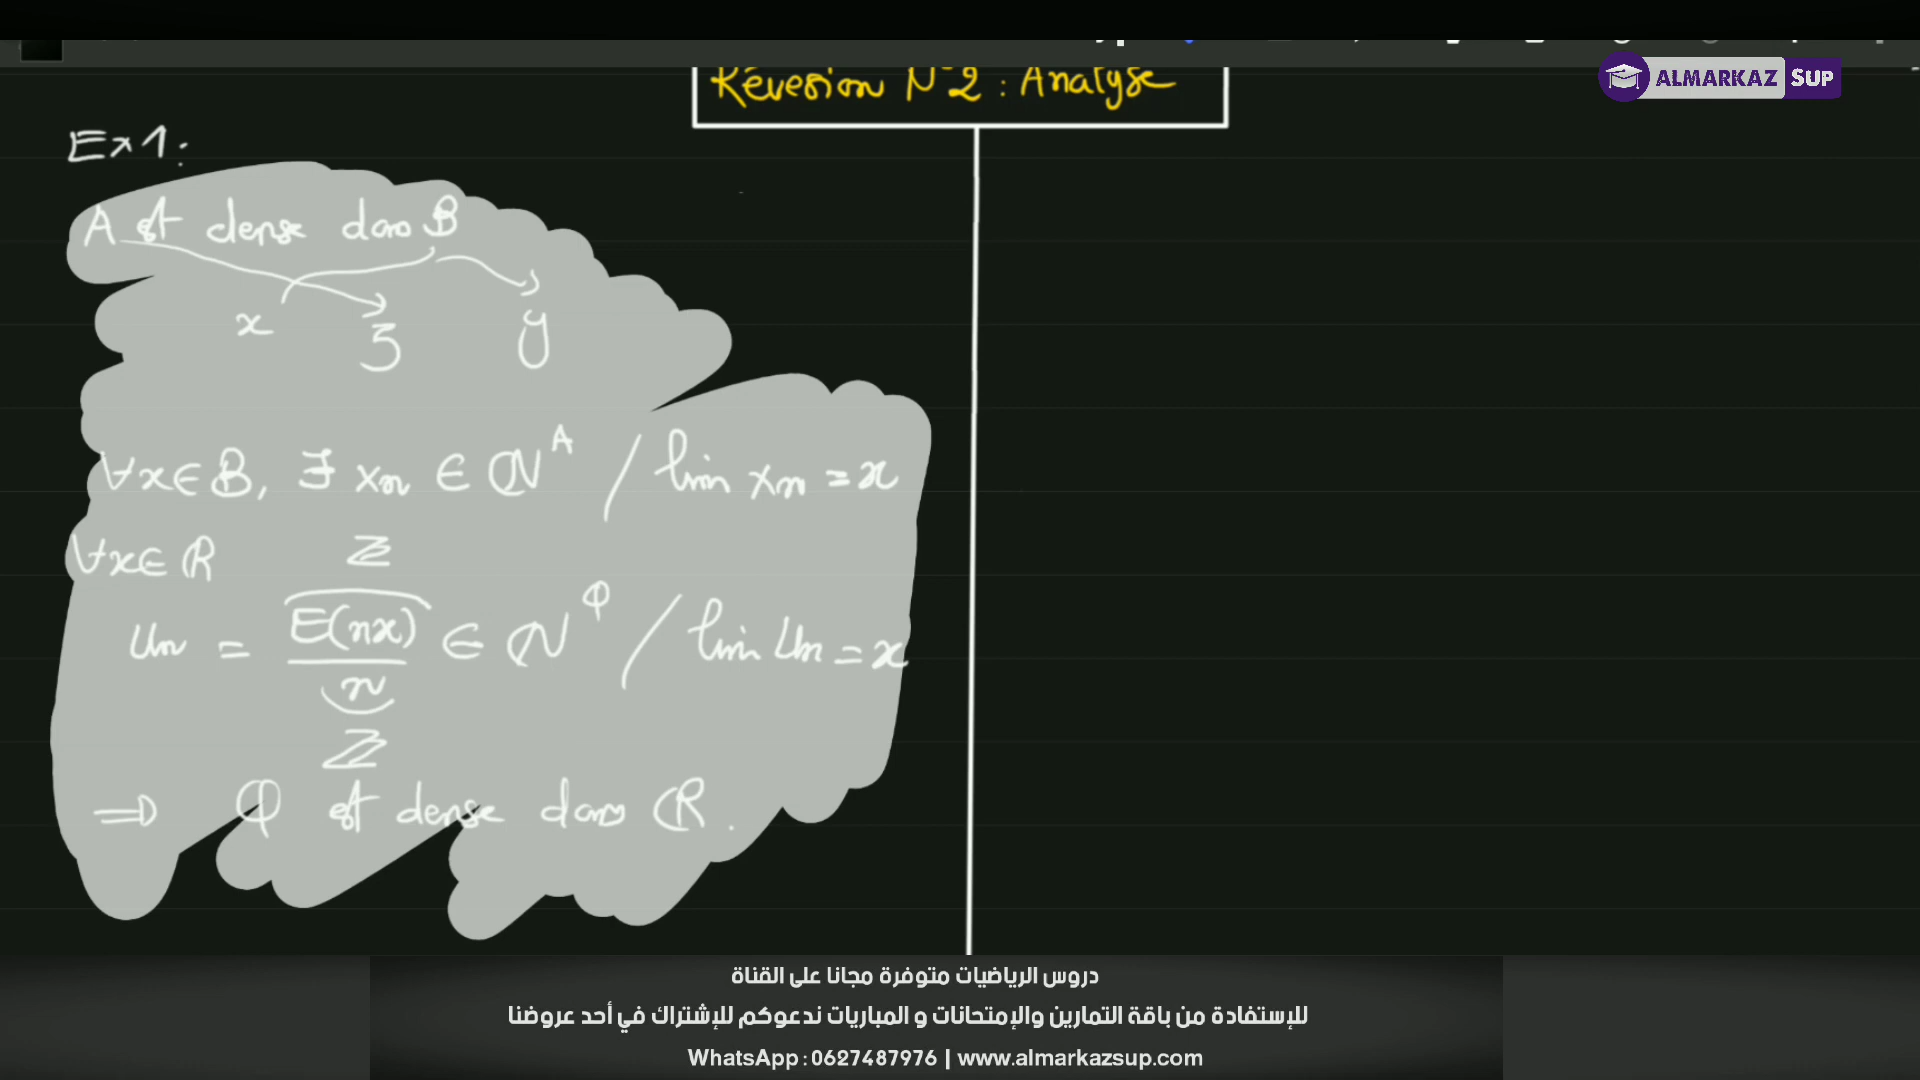 Révision N°2 : Analyse
ALMARKAZ SUP
Ex1:
A est dense dans B
x z y
∀x∈B, ∃ xn ∈ ℕ^A / lim xn = x
∀x∈ℝ ℤ
Un = E(nx)/n ∈ ℕ^ℚ / lim Un = x
ℤ
⇒ ℚ est dense dans ℝ.
دروس الرياضيات متوفرة مجانا على القناة
للإستفادة من باقة التمارين والإمتحانات و المباريات ندعوكم للإشتراك في أحد عروضنا
WhatsApp : 0627487976 | www.almarkazsup.com